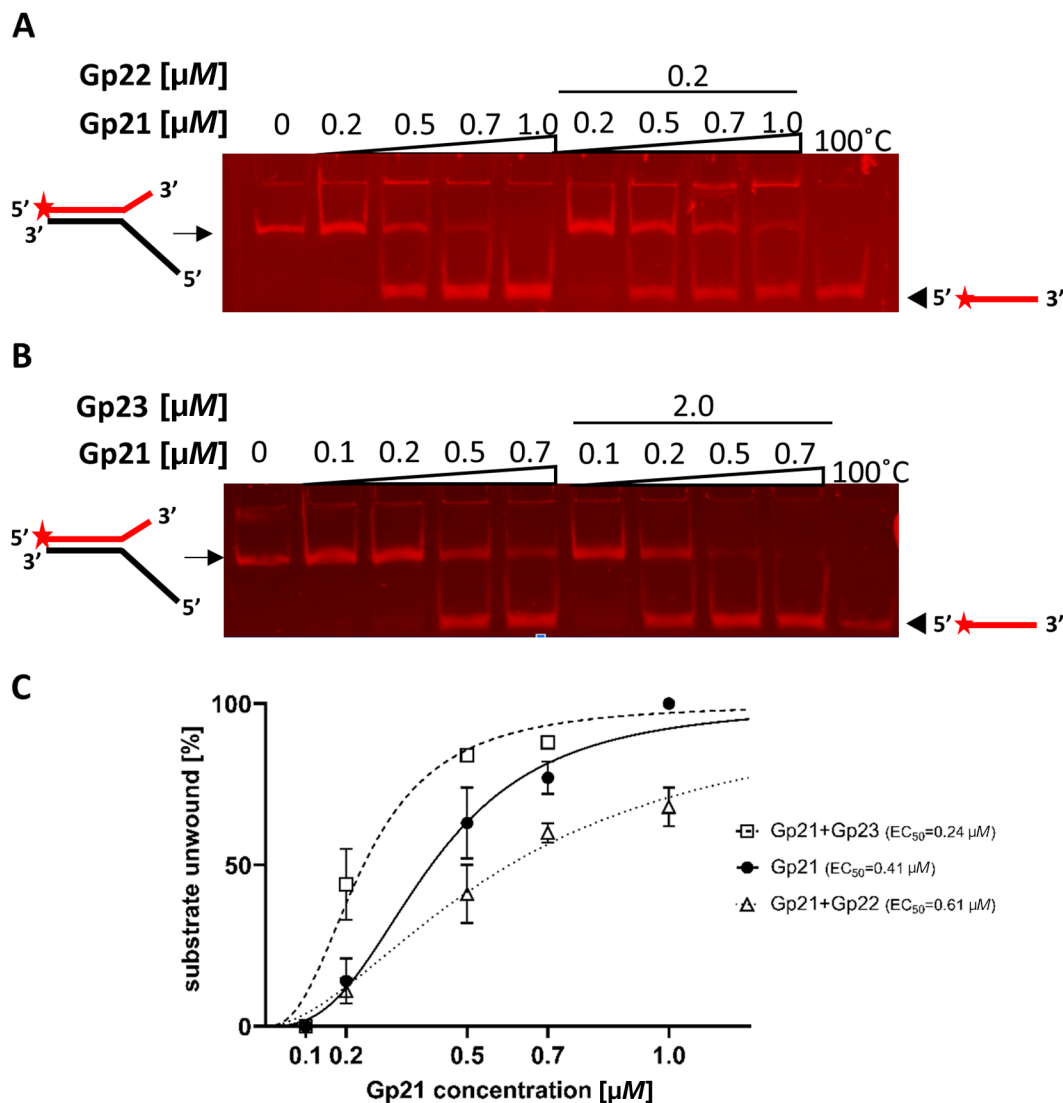 A
Gp22 [µM] 0.2
Gp21 [µM] 0 0.2 0.5 0.7 1.0 0.2 0.5 0.7 1.0 100˚C
5’ 3’
3’
5’
5’ 3’
B
Gp23 [µM] 2.0
Gp21 [µM] 0 0.1 0.2 0.5 0.7 0.1 0.2 0.5 0.7 100˚C
5’ 3’
3’
5’
5’ 3’
C
substrate unwound [%]
100
50
0
0.1 0.2 0.5 0.7 1.0
Gp21 concentration [µM]
Gp21+Gp23 (EC₅₀=0.24 µM)
Gp21 (EC₅₀=0.41 µM)
Gp21+Gp22 (EC₅₀=0.61 µM)